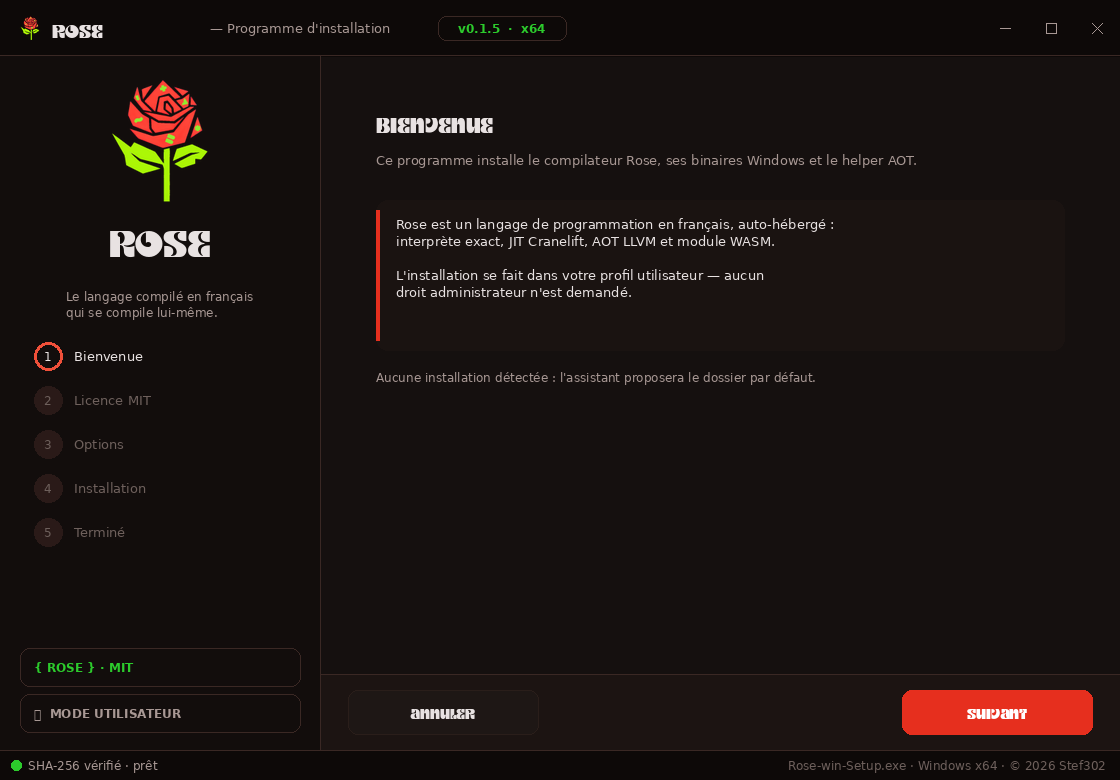 ROSE
— Programme d'installation
v0.1.5 · x64
ROSE
Le langage compilé en français
qui se compile lui-même.
1 Bienvenue
2 Licence MIT
3 Options
4 Installation
5 Terminé
{ ROSE } · MIT
MODE UTILISATEUR
BIENVENUE
Ce programme installe le compilateur Rose, ses binaires Windows et le helper AOT.
Rose est un langage de programmation en français, auto-hébergé :
interprète exact, JIT Cranelift, AOT LLVM et module WASM.
L'installation se fait dans votre profil utilisateur — aucun
droit administrateur n'est demandé.
Aucune installation détectée : l'assistant proposera le dossier par défaut.
ANNULER
SUIVANT
SHA-256 vérifié · prêt
Rose-win-Setup.exe · Windows x64 · © 2026 Stef302